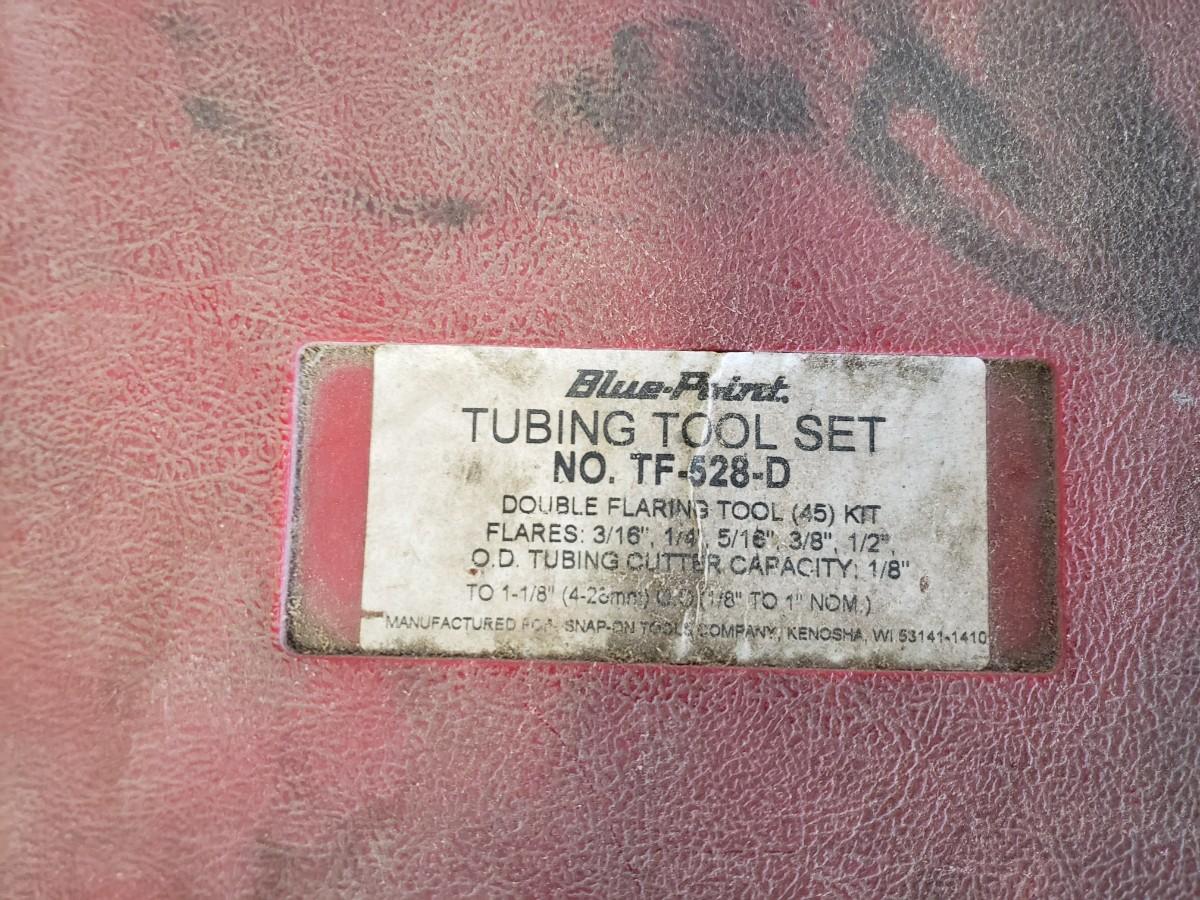 Blue-Point.
TUBING TOOL SET
NO. TF-528-D
DOUBLE FLARING TOOL (45) KIT
FLARES: 3/16", 1/4", 5/16", 3/8", 1/2",
O.D. TUBING CUTTER CAPACITY: 1/8"
TO 1-1/8" (4-28mm) O.D. (1/8" TO 1" NOM.)
MANUFACTURED FOR SNAP-ON TOOLS COMPANY, KENOSHA, WI 53141-1410